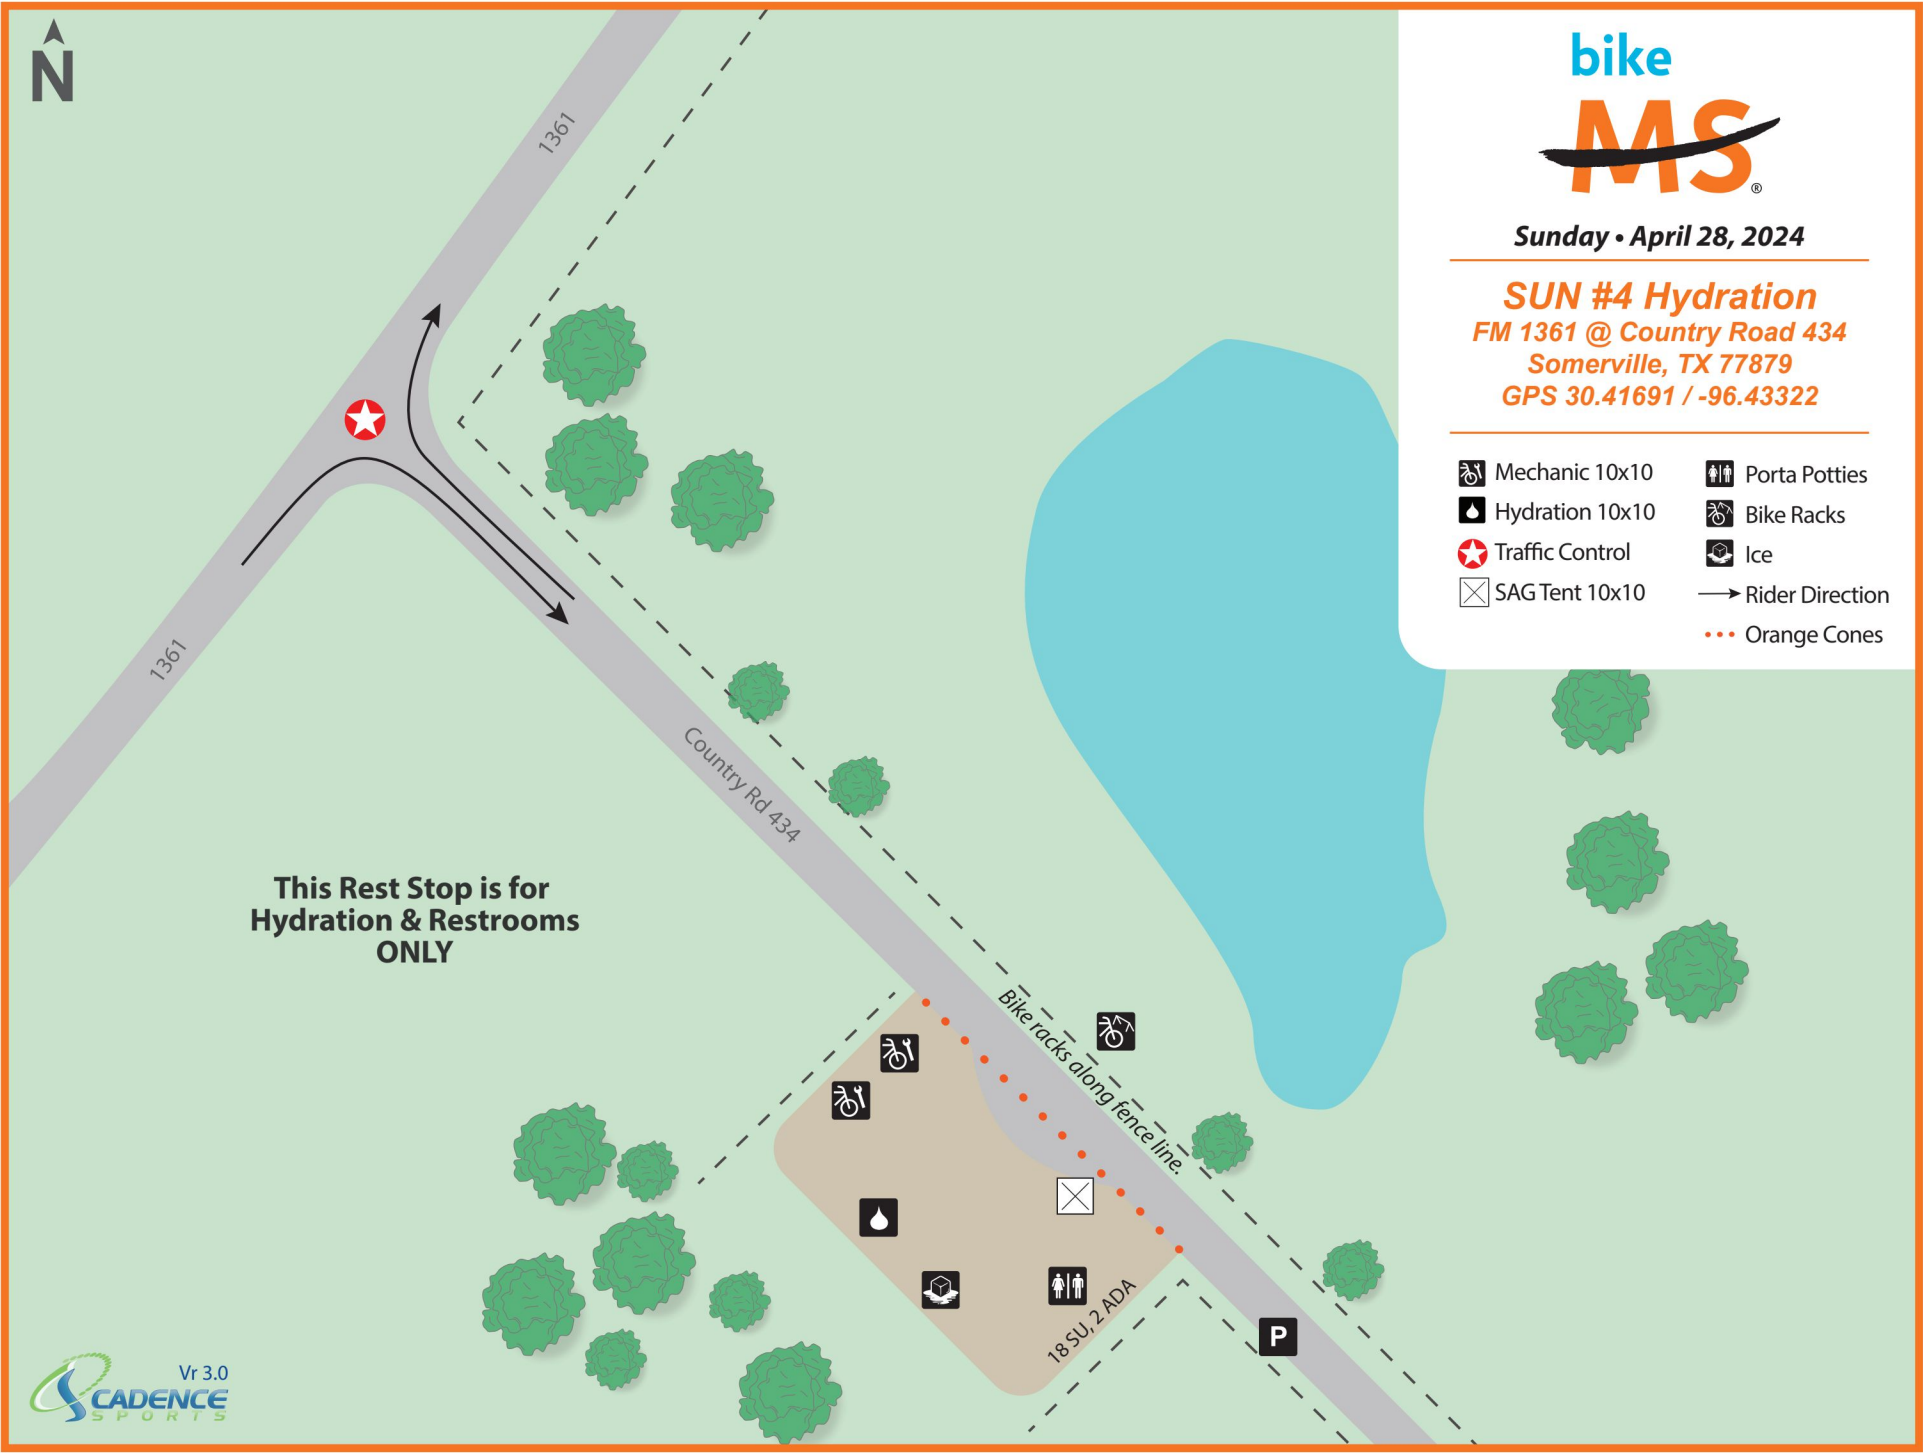 N
bike
MS®
Sunday • April 28, 2024
SUN #4 Hydration
FM 1361 @ Country Road 434
Somerville, TX 77879
GPS 30.41691 / -96.43322
Mechanic 10x10
Hydration 10x10
Traffic Control
SAG Tent 10x10
Porta Potties
Bike Racks
Ice
Rider Direction
Orange Cones
1361
1361
Country Rd 434
This Rest Stop is for
Hydration & Restrooms
ONLY
Bike racks along fence line.
18 SU, 2 ADA
P
Vr 3.0
CADENCE
SPORTS